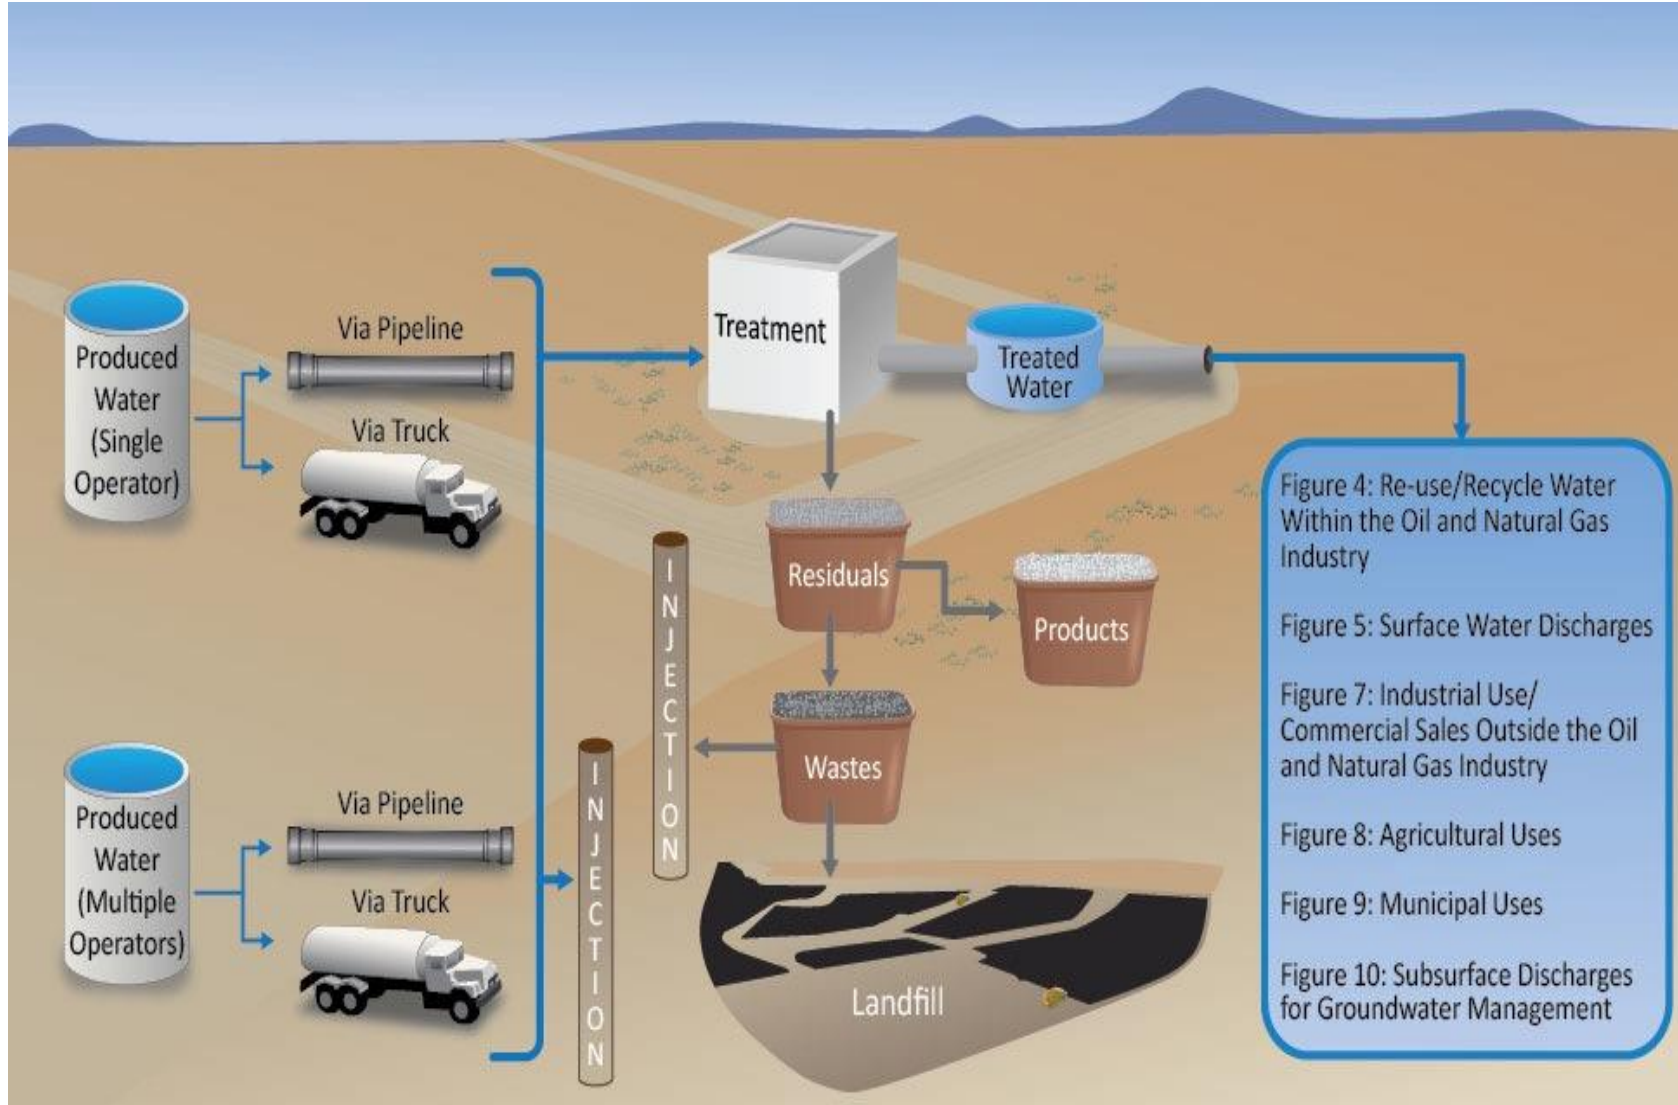 Produced
Water
(Single
Operator)
Via Pipeline
Via Truck
Treatment
Treated
Water
Residuals
Products
Wastes
INJECTION
Landfill
Produced
Water
(Multiple
Operators)
Via Pipeline
Via Truck
INJECTION
Figure 4: Re-use/Recycle Water
Within the Oil and Natural Gas
Industry
Figure 5: Surface Water Discharges
Figure 7: Industrial Use/
Commercial Sales Outside the Oil
and Natural Gas Industry
Figure 8: Agricultural Uses
Figure 9: Municipal Uses
Figure 10: Subsurface Discharges
for Groundwater Management